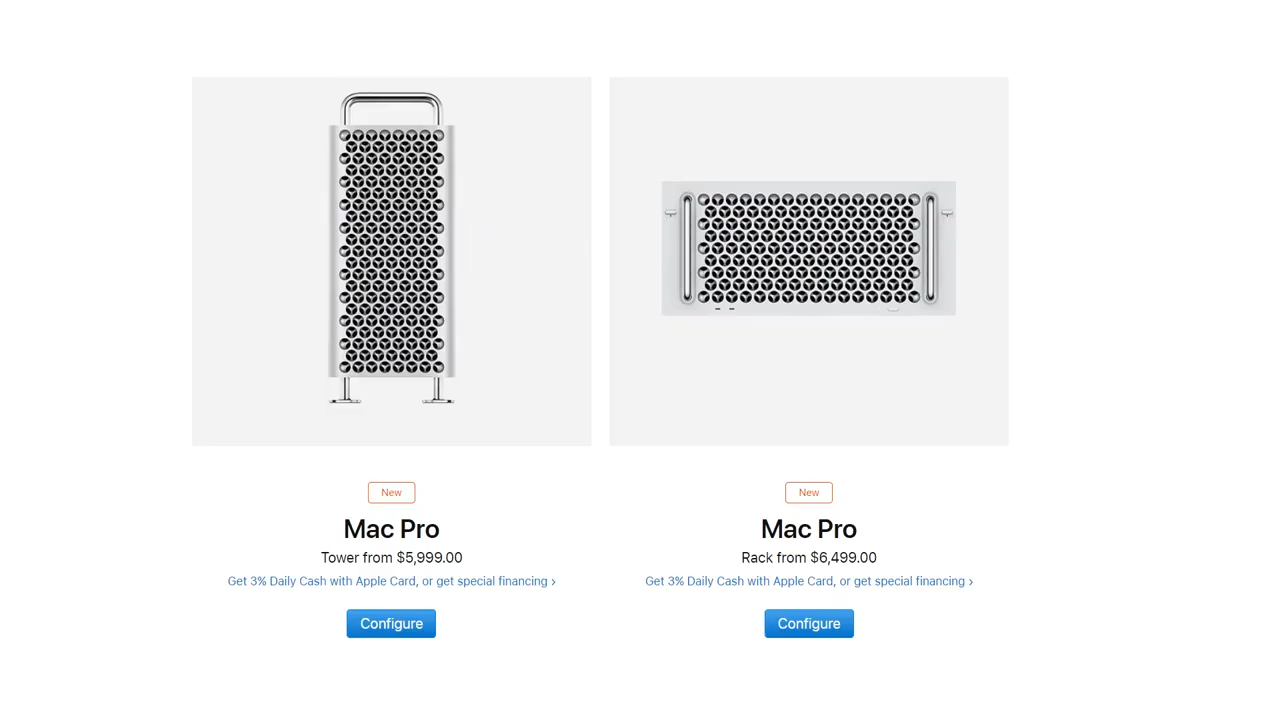 New
Mac Pro
Tower from $5,999.00
Get 3% Daily Cash with Apple Card, or get special financing ›
Configure
New
Mac Pro
Rack from $6,499.00
Get 3% Daily Cash with Apple Card, or get special financing ›
Configure